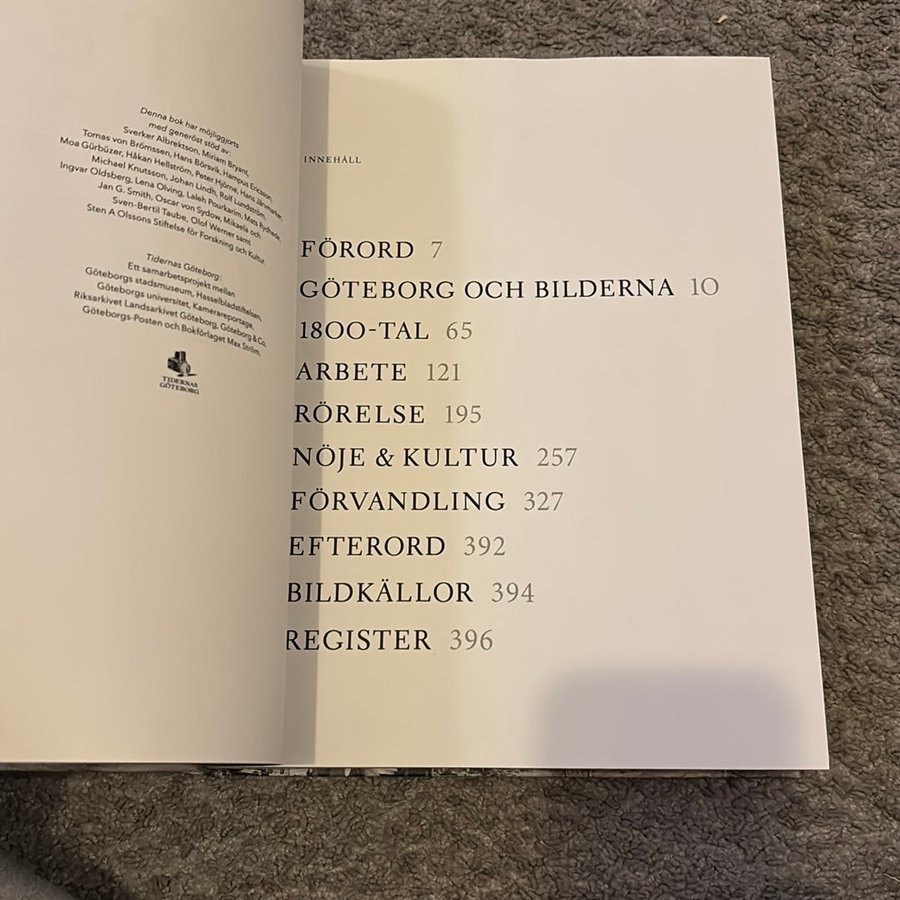 Denna bok har möjliggjorts
med generöst stöd av:
Sverker Albrektson, Miriam Bryant,
Tomas von Brömssen, Hans Börsvik, Hampus Ericsson,
Moa Gürbüzer, Håkan Hellström, Peter Hjörne, Hans Järvmarker,
Michael Knutsson, Johan Lindh, Rolf Lundström,
Ingvar Oldsberg, Lena Olving, Laleh Pourkarim, Mats Rydhede,
Jan G. Smith, Oscar von Sydow, Mikaela och
Sven-Bertil Taube, Olof Werner samt
Sten A Olssons Stiftelse för Forskning och Kultur.
Tidernas Göteborg:
Ett samarbetsprojekt mellan
Göteborgs stadsmuseum, Hasselbladstiftelsen,
Göteborgs universitet, Kamerareportage,
Riksarkivet Landsarkivet Göteborg, Göteborg & Co,
Göteborgs-Posten och Bokförlaget Max Ström.
TIDERNAS
GÖTEBORG
INNEHÅLL
FÖRORD 7
GÖTEBORG OCH BILDERNA 10
1800-TAL 65
ARBETE 121
RÖRELSE 195
NÖJE & KULTUR 257
FÖRVANDLING 327
EFTERORD 392
BILDKÄLLOR 394
REGISTER 396